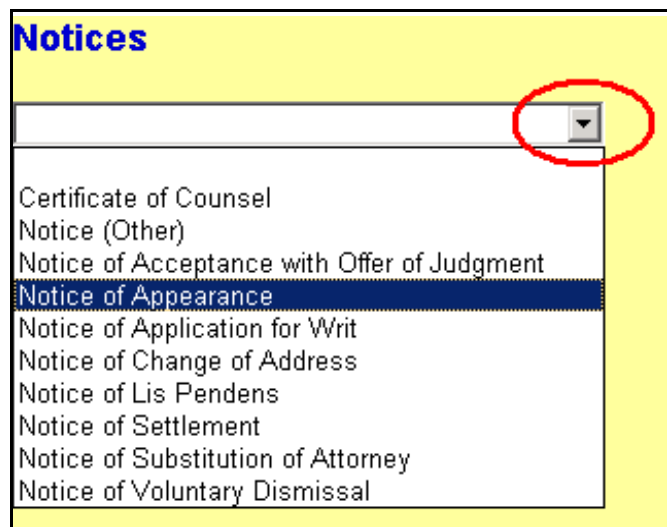 Notices
Certificate of Counsel
Notice (Other)
Notice of Acceptance with Offer of Judgment
Notice of Appearance
Notice of Application for Writ
Notice of Change of Address
Notice of Lis Pendens
Notice of Settlement
Notice of Substitution of Attorney
Notice of Voluntary Dismissal